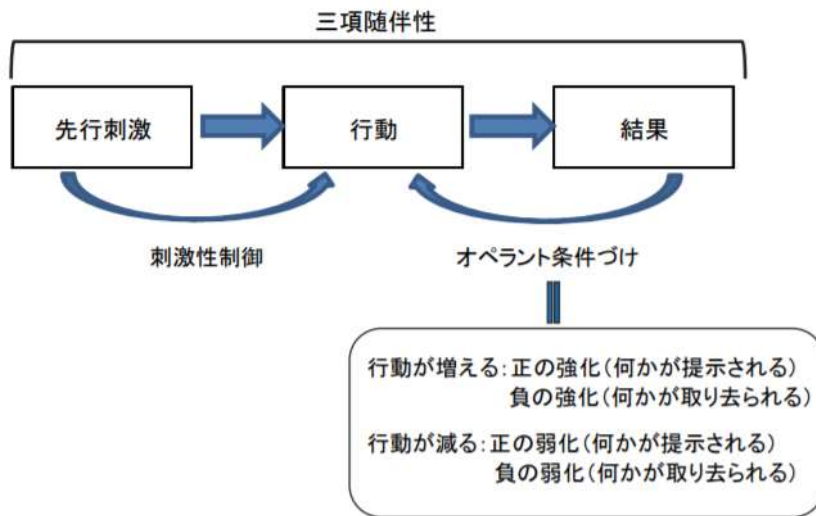 三項随伴性
先行刺激
行動
結果
刺激性制御
オペラント条件づけ
行動が増える:正の強化(何かが提示される)
負の強化(何かが取り去られる)
行動が減る:正の弱化(何かが提示される)
負の弱化(何かが取り去られる)